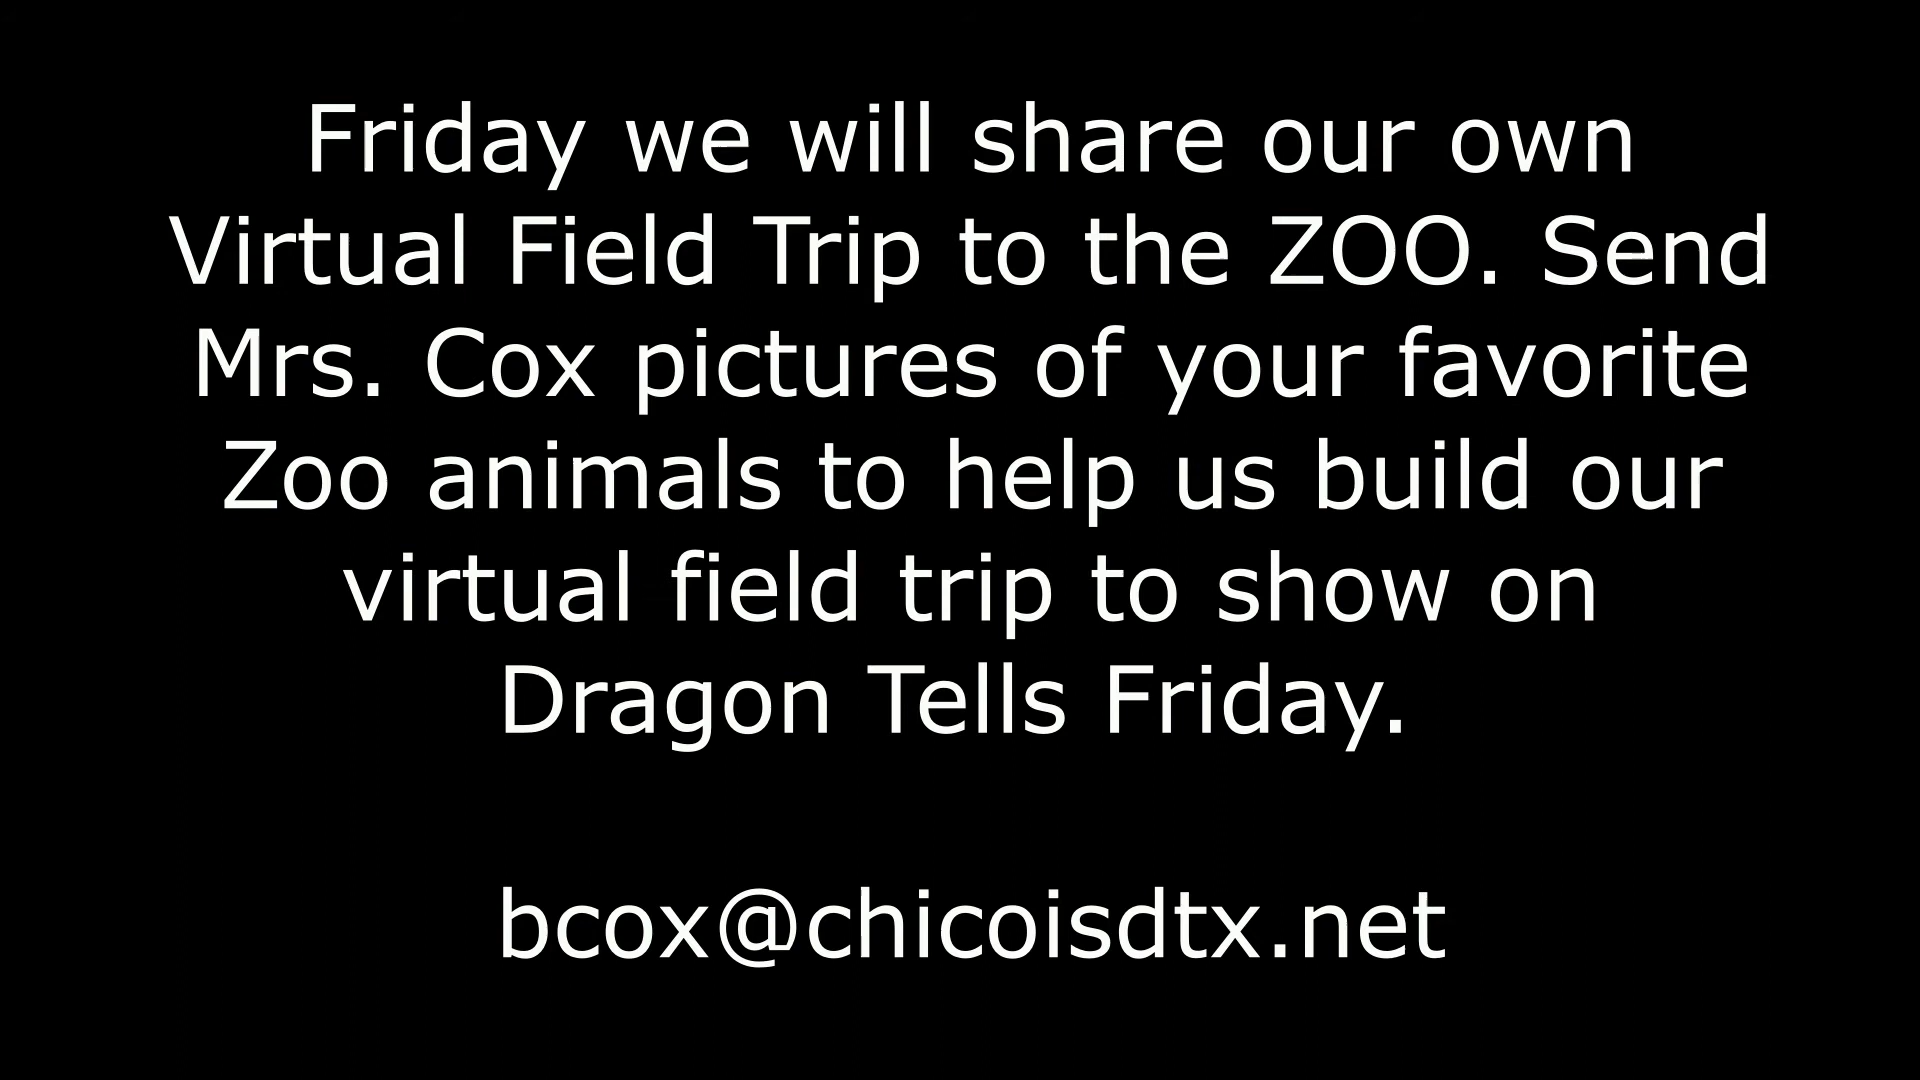 Friday we will share our own
Virtual Field Trip to the ZOO. Send
Mrs. Cox pictures of your favorite
Zoo animals to help us build our
virtual field trip to show on
Dragon Tells Friday.
bcox@chicoisdtx.net